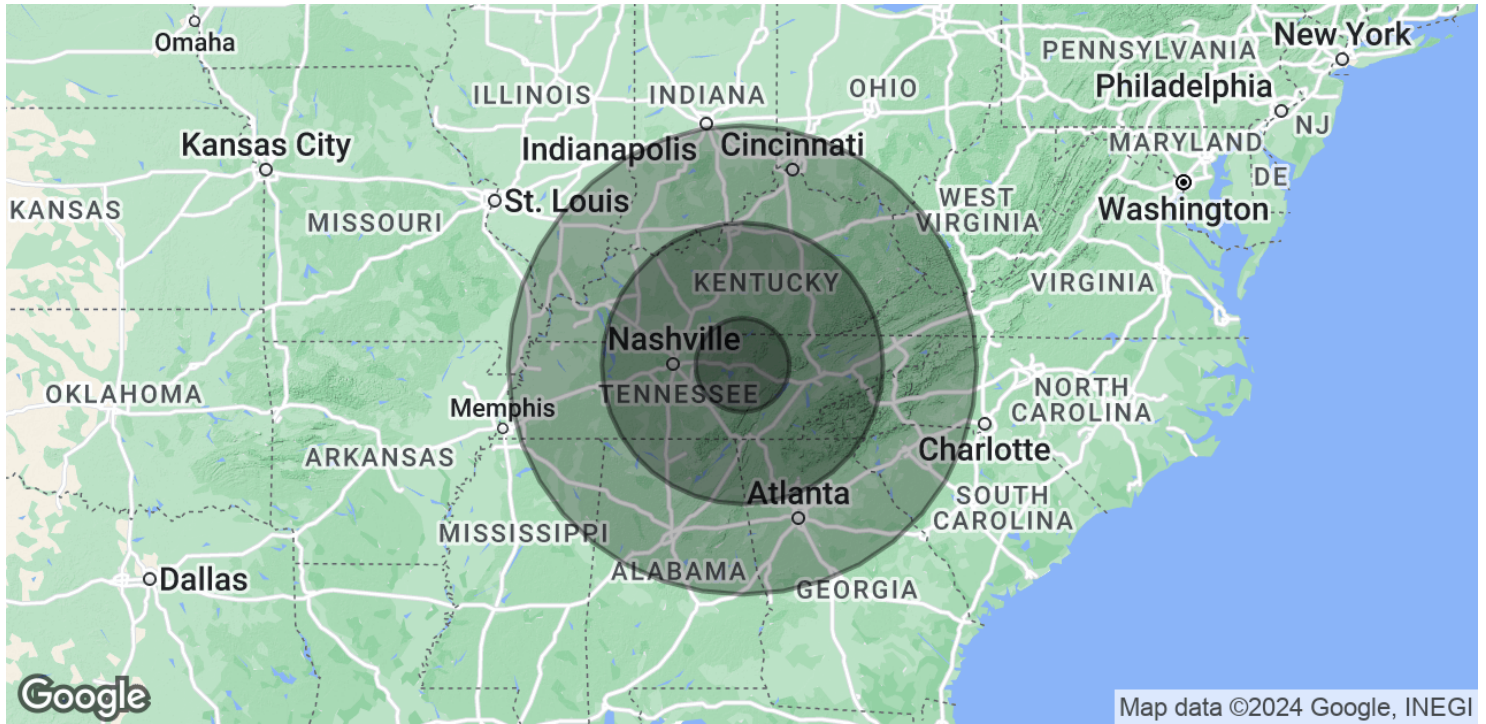 Omaha
New York
PENNSYLVANIA
Philadelphia
ILLINOIS
INDIANA
OHIO
NJ
Kansas City
Indianapolis
Cincinnati
MARYLAND
DE
KANSAS
MISSOURI
St. Louis
WEST
VIRGINIA
Washington
KENTUCKY
VIRGINIA
Nashville
OKLAHOMA
Memphis
TENNESSEE
NORTH
CAROLINA
ARKANSAS
Charlotte
Atlanta
SOUTH
CAROLINA
MISSISSIPPI
ALABAMA
GEORGIA
Dallas
Google
Map data ©2024 Google, INEGI